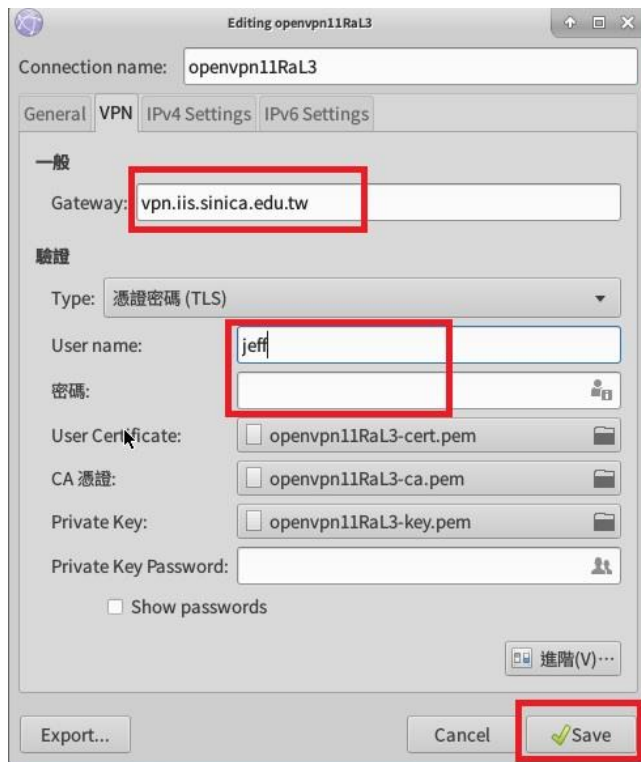 Editing openvpn11RaL3
Connection name: openvpn11RaL3
General VPN IPv4 Settings IPv6 Settings
一般
Gateway: vpn.iis.sinica.edu.tw
驗證
Type: 憑證密碼 (TLS)
User name: jeff
密碼:
User Certificate: openvpn11RaL3-cert.pem
CA 憑證: openvpn11RaL3-ca.pem
Private Key: openvpn11RaL3-key.pem
Private Key Password:
Show passwords
進階(V)…
Export... Cancel Save